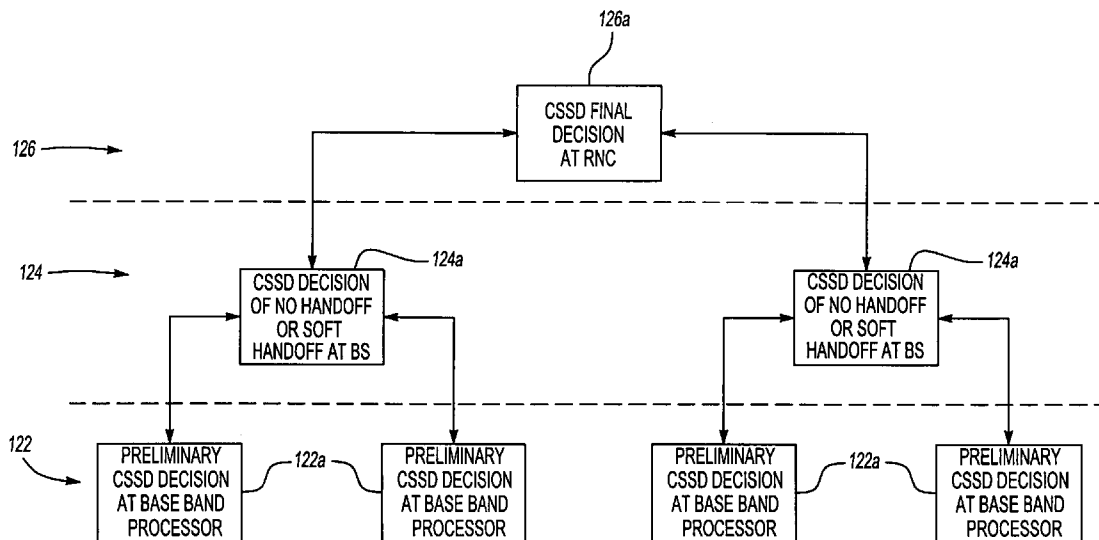 126a
CSSD FINAL
DECISION
AT RNC
126
124
124a
CSSD DECISION
OF NO HANDOFF
OR SOFT
HANDOFF AT BS
124a
CSSD DECISION
OF NO HANDOFF
OR SOFT
HANDOFF AT BS
122
PRELIMINARY
CSSD DECISION
AT BASE BAND
PROCESSOR
122a
PRELIMINARY
CSSD DECISION
AT BASE BAND
PROCESSOR
PRELIMINARY
CSSD DECISION
AT BASE BAND
PROCESSOR
122a
PRELIMINARY
CSSD DECISION
AT BASE BAND
PROCESSOR